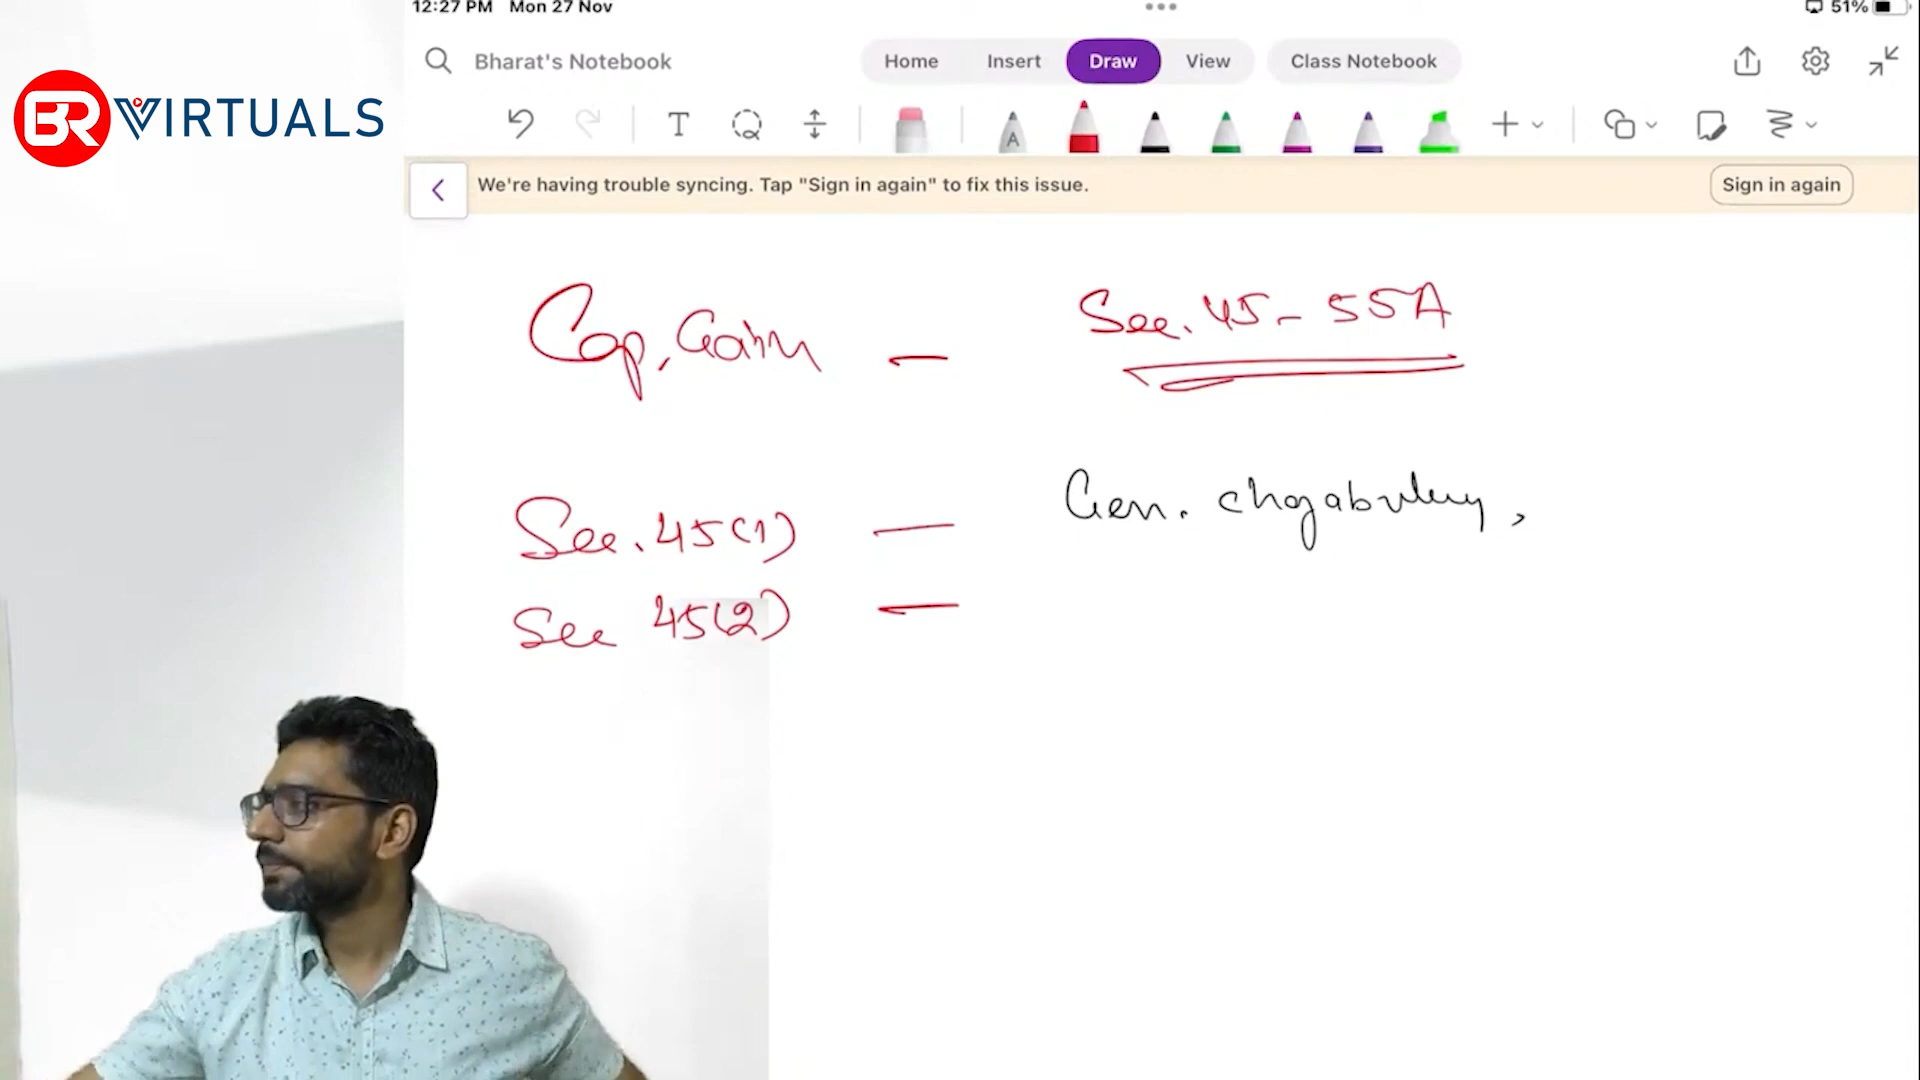 12:27 PM Mon 27 Nov
51%
BR VIRTUALS
Bharat's Notebook
Home Insert Draw View Class Notebook
T
A
We're having trouble syncing. Tap "Sign in again" to fix this issue.
Sign in again
Cap. Gain - Sec. 45 - 55A
Sec. 45(1) - Gen.
Sec 45(2) -